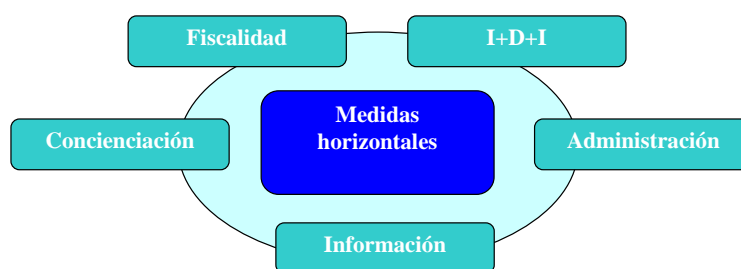 Fiscalidad
I+D+I
Medidas
horizontales
Concienciación
Administración
Información